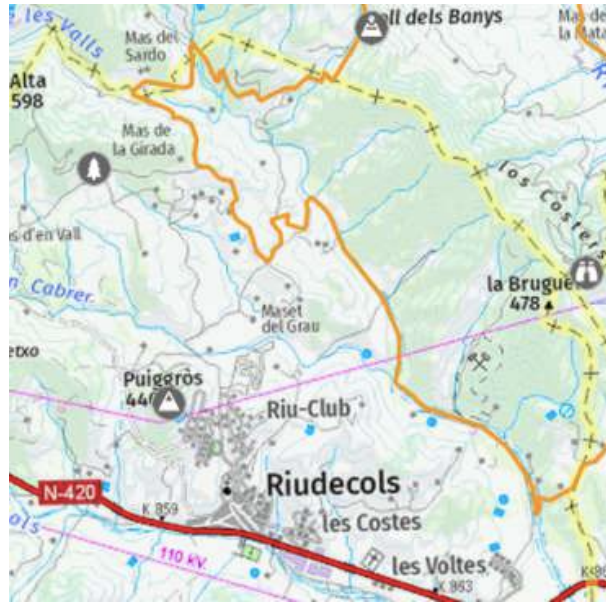 e les Valls
Mas del
Sardo
ll dels Banys
Mas de
la Mata
Alta
598
Mas de
la Girada
los Costers
s d'en Vall
n Cabrer.
la Brugue
478
Maset
del Grau
etxo
Puiggròs
44
Riu-Club
N-420
Riudecols
K 859
ols
les Costes
110 kV.
les Voltes
K 863
K 86